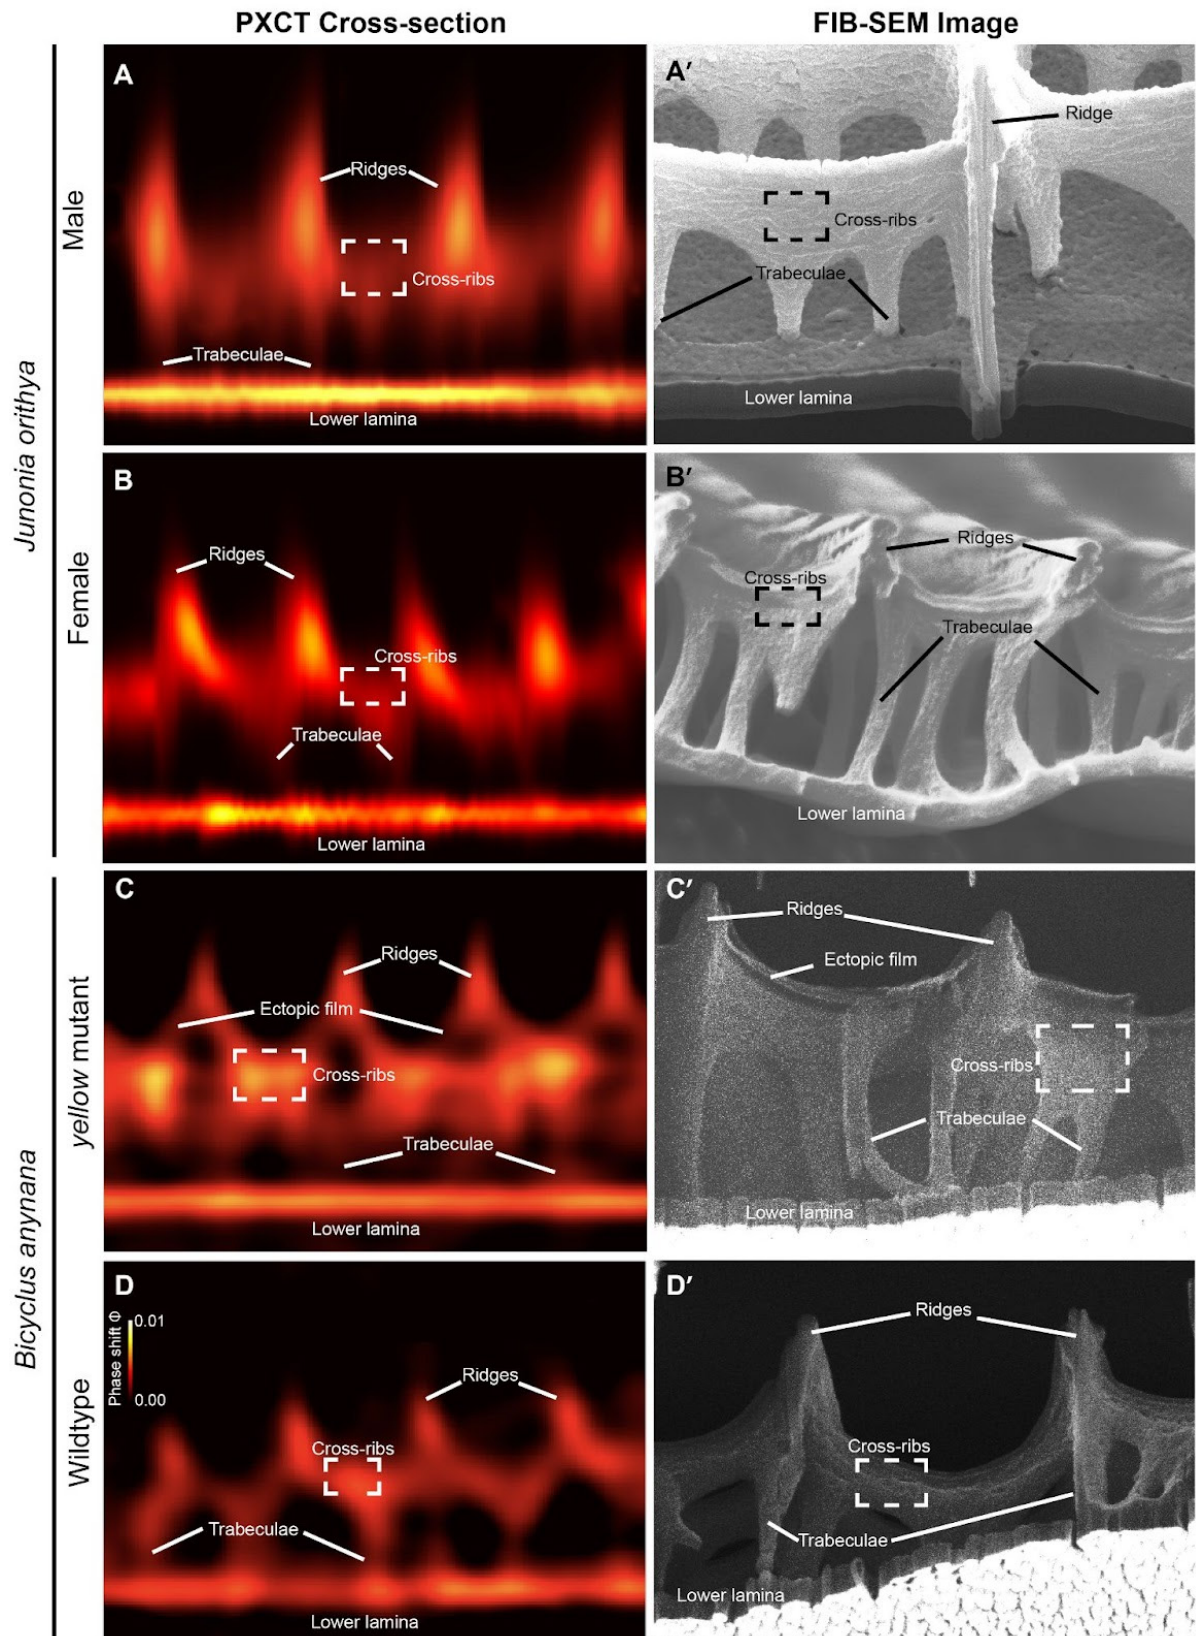 PXCT Cross-section
FIB-SEM Image
Junonia orithya
Male
A
Ridges
Cross-ribs
Trabeculae
Lower lamina
A′
Ridge
Cross-ribs
Trabeculae
Lower lamina
Female
B
Ridges
Cross-ribs
Trabeculae
Lower lamina
B′
Ridges
Cross-ribs
Trabeculae
Lower lamina
Bicyclus anynana
yellow mutant
C
Ridges
Ectopic film
Cross-ribs
Trabeculae
Lower lamina
C′
Ridges
Ectopic film
Cross-ribs
Trabeculae
Lower lamina
Wildtype
D
Phase shift Φ
0.01
0.00
Ridges
Cross-ribs
Trabeculae
Lower lamina
D′
Ridges
Cross-ribs
Trabeculae
Lower lamina